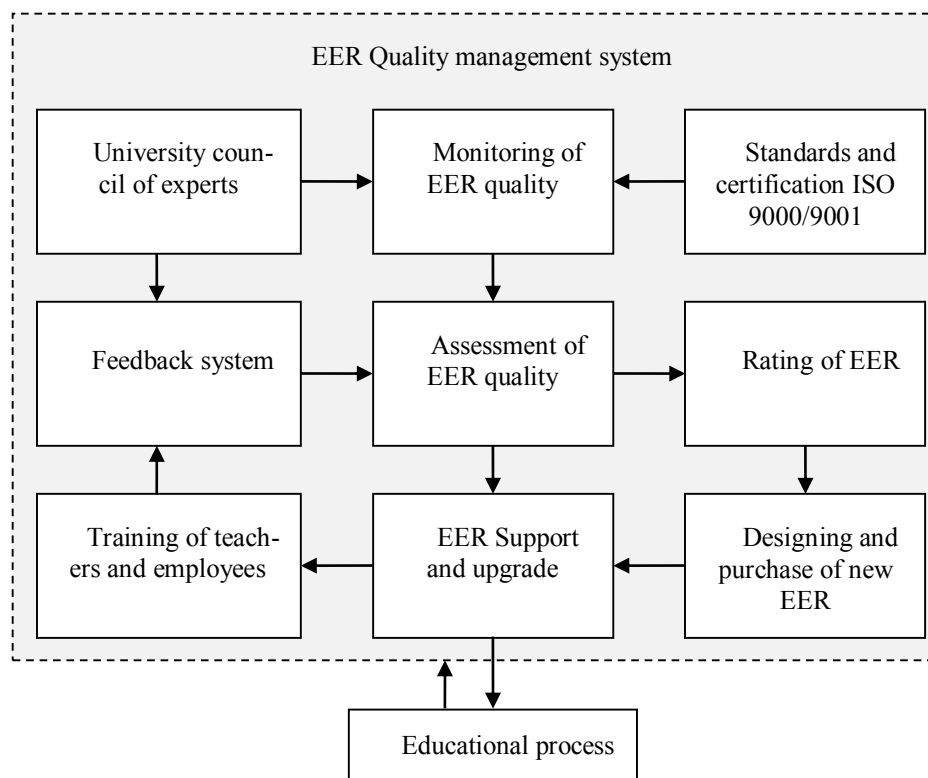 EER Quality management system
University coun-
cil of experts
Monitoring of
EER quality
Standards and
certification ISO
9000/9001
Feedback system
Assessment of
EER quality
Rating of EER
Training of teach-
ers and employees
EER Support
and upgrade
Designing and
purchase of new
EER
Educational process